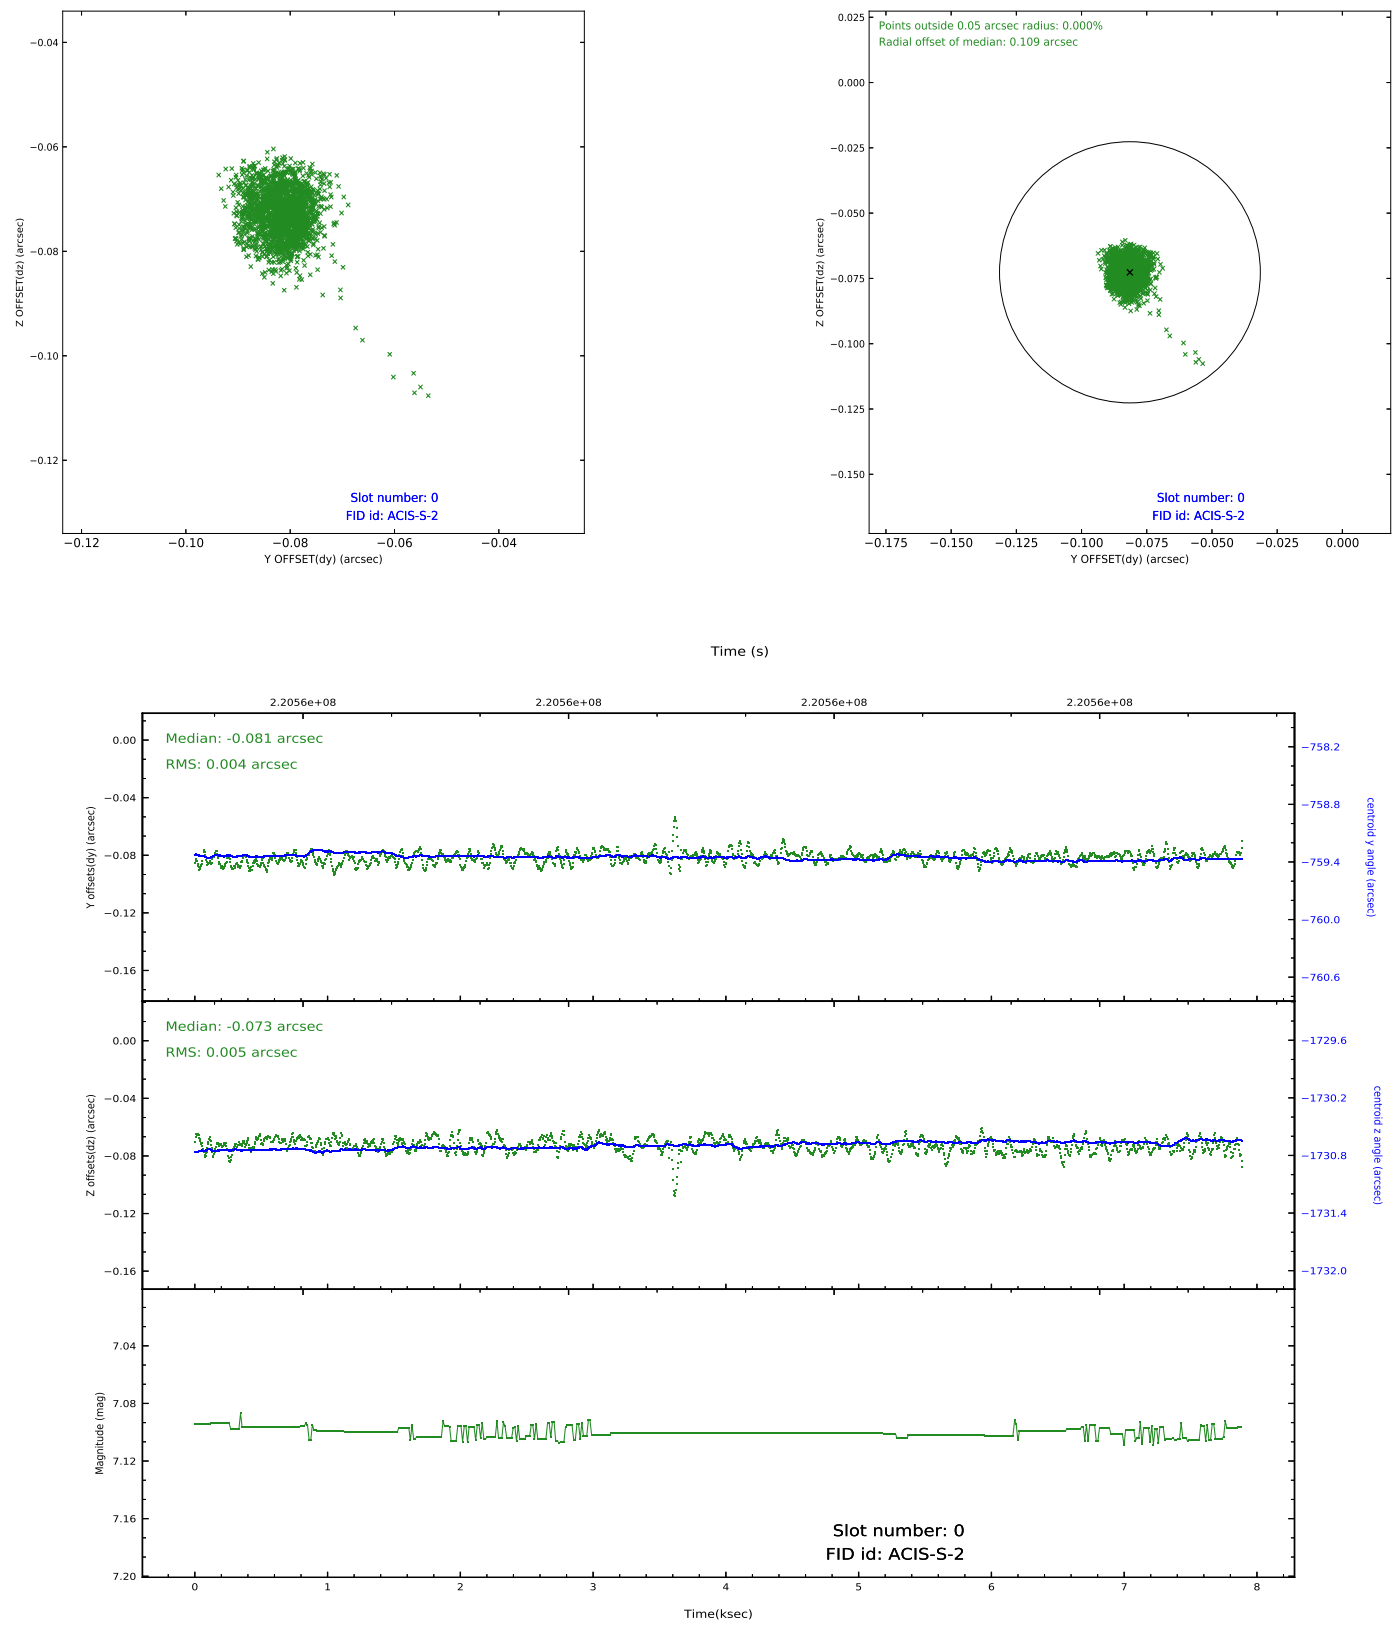 −0.04
−0.06
−0.08
−0.10
−0.12
Z OFFSET(dz) (arcsec)
Slot number: 0
FID id: ACIS-S-2
−0.12 −0.10 −0.08 −0.06 −0.04
Y OFFSET(dy) (arcsec)
Points outside 0.05 arcsec radius: 0.000%
Radial offset of median: 0.109 arcsec
0.025
0.000
−0.025
−0.050
−0.075
−0.100
−0.125
−0.150
Z OFFSET(dz) (arcsec)
Slot number: 0
FID id: ACIS-S-2
−0.175 −0.150 −0.125 −0.100 −0.075 −0.050 −0.025 0.000
Y OFFSET(dy) (arcsec)
Time (s)
2.2056e+08 2.2056e+08 2.2056e+08 2.2056e+08
Median: -0.081 arcsec
RMS: 0.004 arcsec
0.00
−0.04
−0.08
−0.12
−0.16
Y offsets(dy) (arcsec)
−758.2
−758.8
−759.4
−760.0
−760.6
centroid y angle (arcsec)
Median: -0.073 arcsec
RMS: 0.005 arcsec
0.00
−0.04
−0.08
−0.12
−0.16
Z offsets(dz) (arcsec)
−1729.6
−1730.2
−1730.8
−1731.4
−1732.0
centroid z angle (arcsec)
7.04
7.08
7.12
7.16
7.20
Magnitude (mag)
Slot number: 0
FID id: ACIS-S-2
0 1 2 3 4 5 6 7 8
Time(ksec)